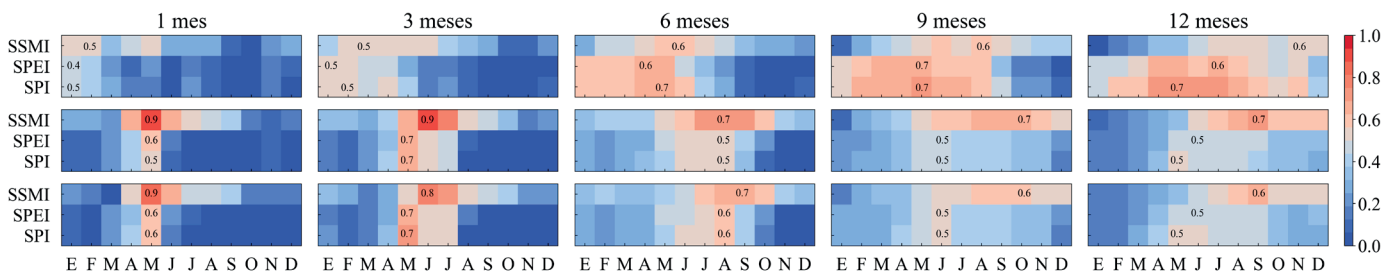 1 mes 3 meses 6 meses 9 meses 12 meses
SSMI 0.5 0.5 0.6 0.6 0.6 1.0
SPEI 0.4 0.5 0.7 0.7 0.6 0.8
SPI 0.5 0.5 0.7 0.7 0.7
SSMI 0.9 0.9 0.7 0.7 0.7 0.6
SPEI 0.6 0.7 0.5 0.5
SPI 0.5 0.7 0.5 0.5 0.5 0.4
SSMI 0.9 0.8 0.7 0.6 0.6
SPEI 0.6 0.7 0.6 0.5 0.5 0.2
SPI 0.6 0.7 0.6 0.5 0.5 0.0
E F M A M J J A S O N D E F M A M J J A S O N D E F M A M J J A S O N D E F M A M J J A S O N D E F M A M J J A S O N D